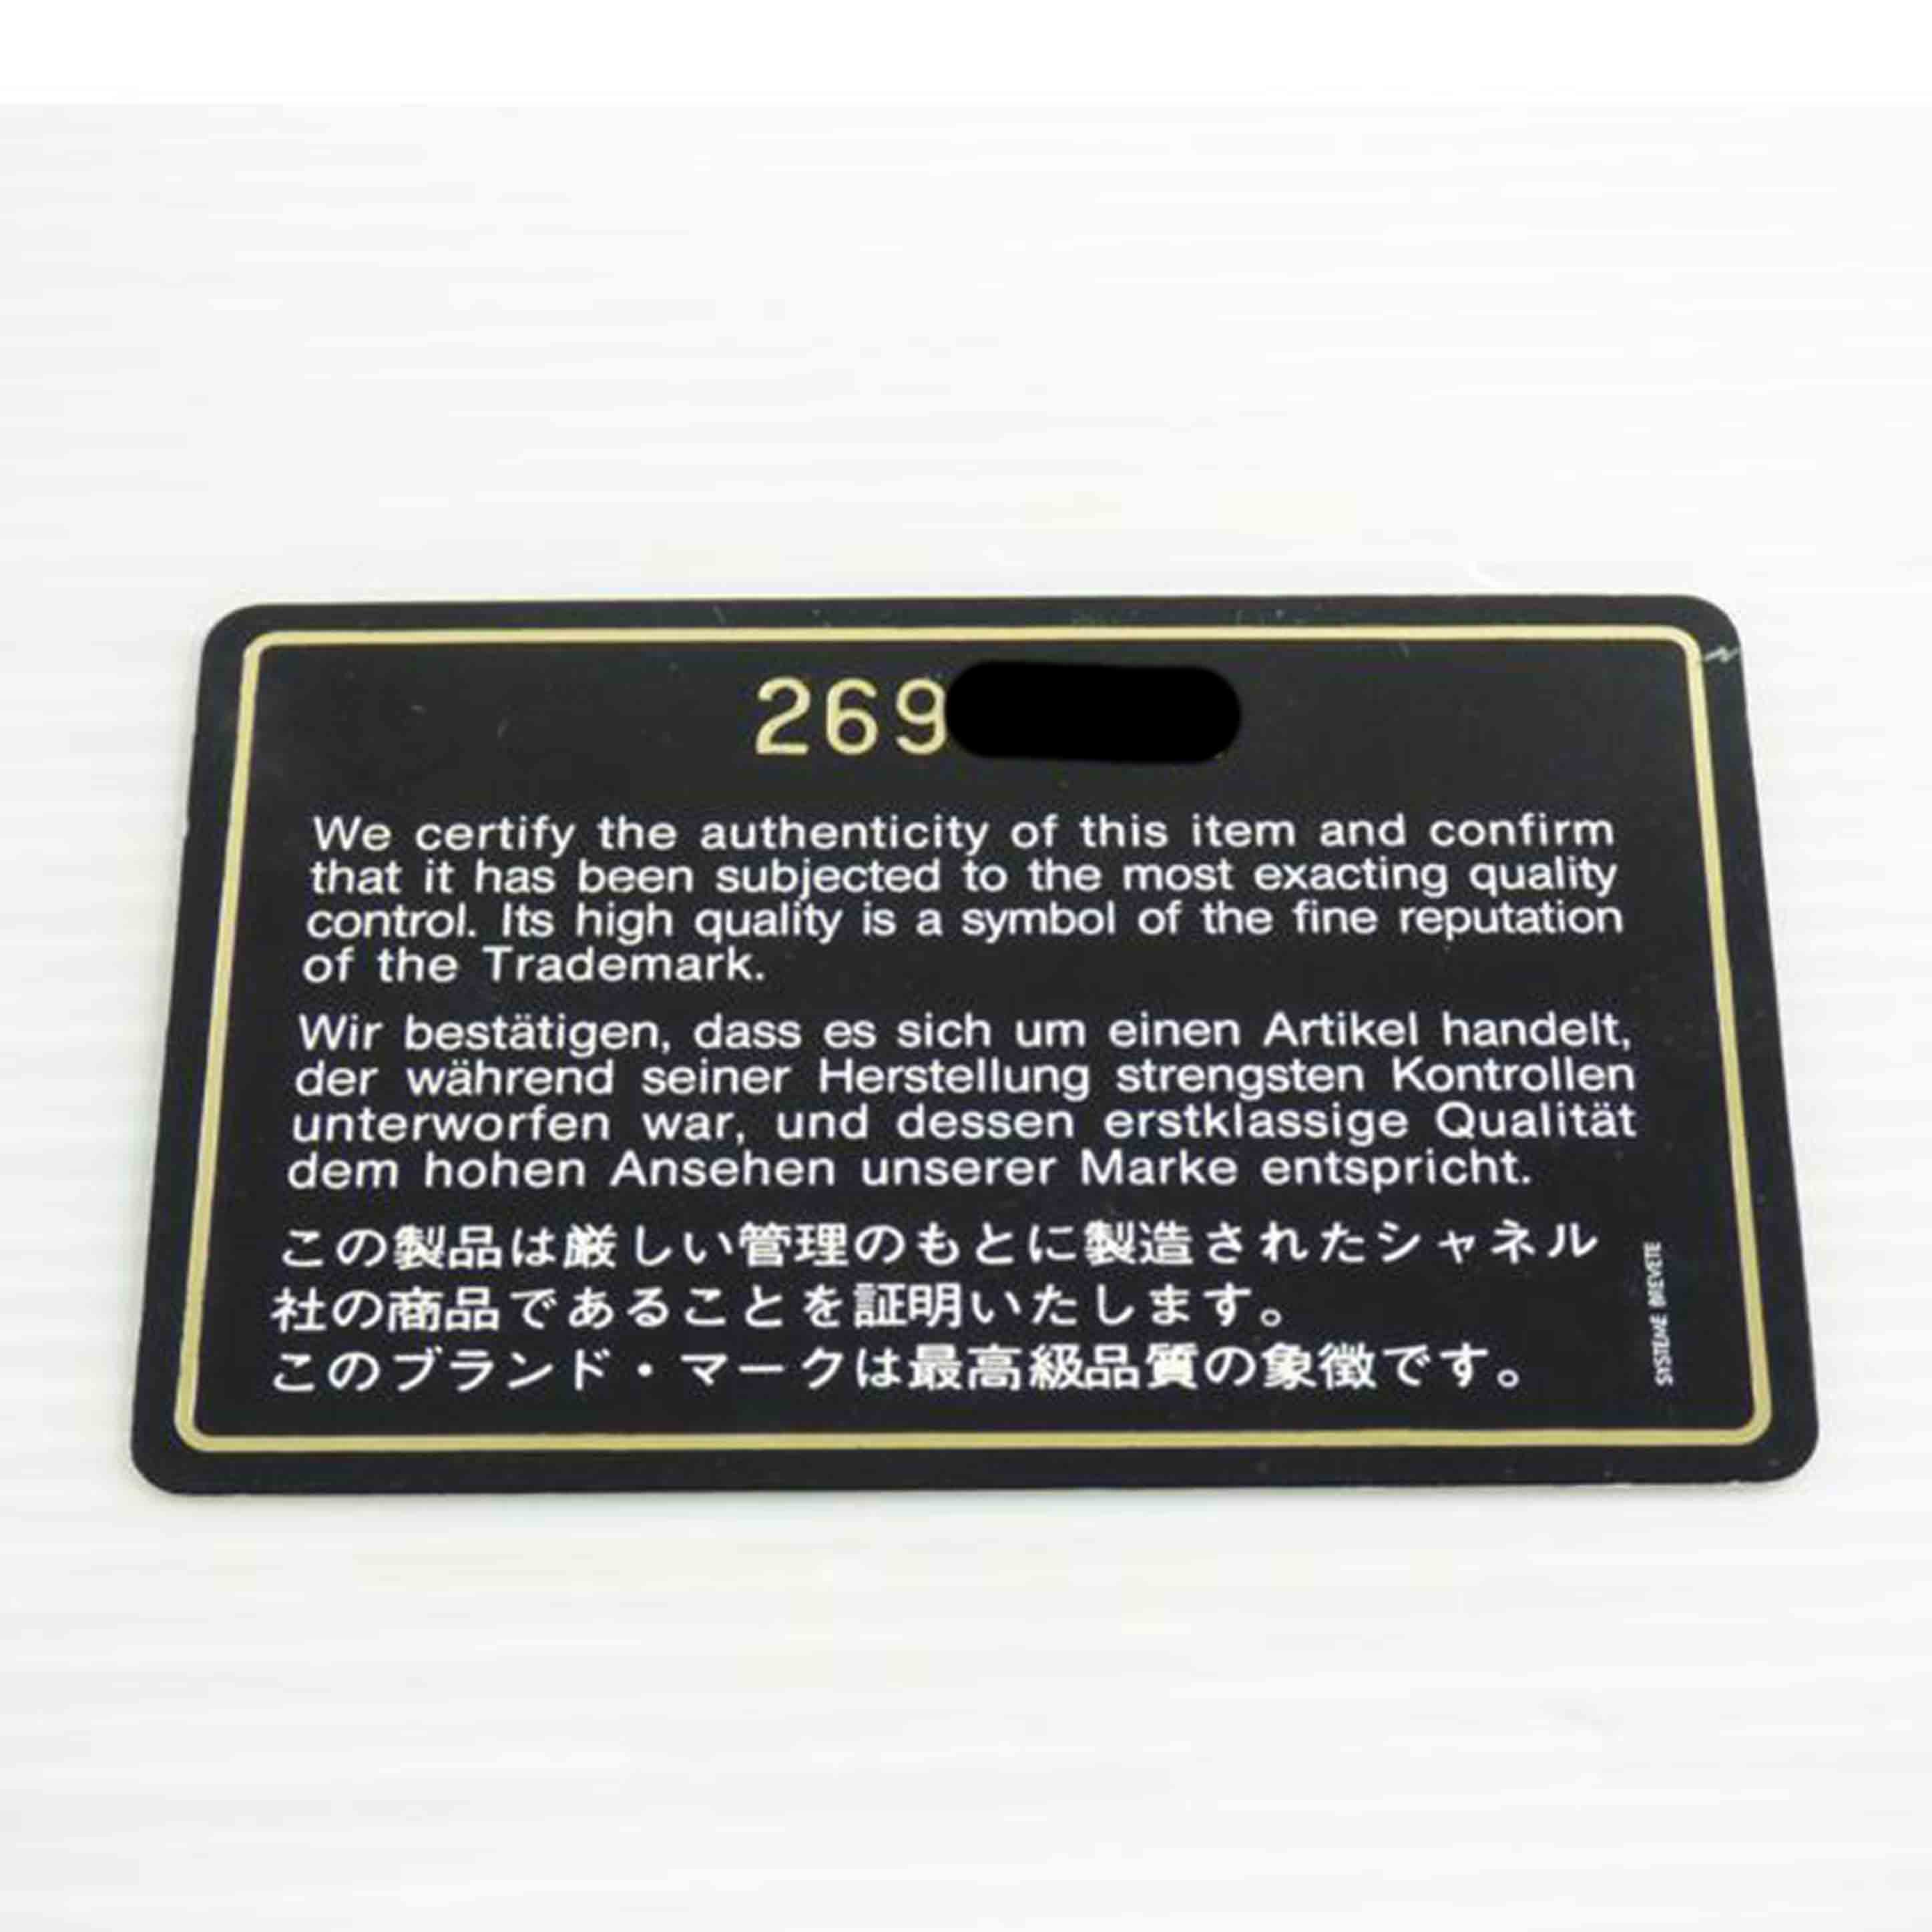 269
We certify the authenticity of this item and confirm
that it has been subjected to the most exacting quality
control. Its high quality is a symbol of the fine reputation
of the Trademark.
Wir bestätigen, dass es sich um einen Artikel handelt,
der während seiner Herstellung strengsten Kontrollen
unterworfen war, und dessen erstklassige Qualität
dem hohen Ansehen unserer Marke entspricht.
この製品は厳しい管理のもとに製造されたシャネル
社の商品であることを証明いたします。
このブランド・マークは最高級品質の象徴です。
SYSTEME BREVETE